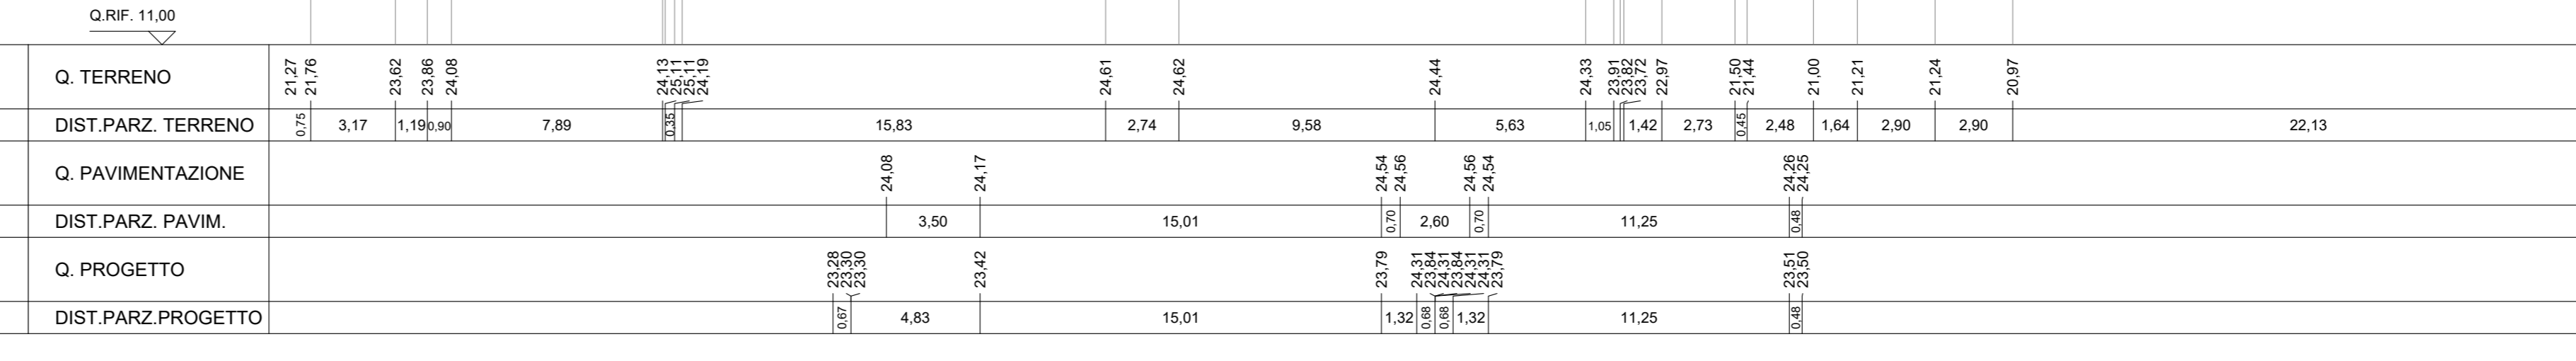 Q.RIF. 11,00
Q. TERRENO 21,27 21,76 23,62 23,86 24,08 24,13 25,11 25,11 24,19 24,61 24,62 24,44 24,33 23,91 23,82 23,72 22,97 21,50 21,44 21,00 21,21 21,24 20,97
DIST.PARZ. TERRENO 0,75 3,17 1,19 0,90 7,89 0,35 15,83 2,74 9,58 5,63 1,05 1,42 2,73 0,45 2,48 1,64 2,90 2,90 22,13
Q. PAVIMENTAZIONE 24,08 24,17 24,54 24,56 24,56 24,54 24,26 24,25
DIST.PARZ. PAVIM. 3,50 15,01 0,70 2,60 0,70 11,25 0,48
Q. PROGETTO 23,28 23,30 23,30 23,42 23,79 24,31 23,84 24,31 23,84 24,31 24,31 23,79 23,51 23,50
DIST.PARZ.PROGETTO 0,67 4,83 15,01 1,32 0,68 0,68 1,32 11,25 0,48